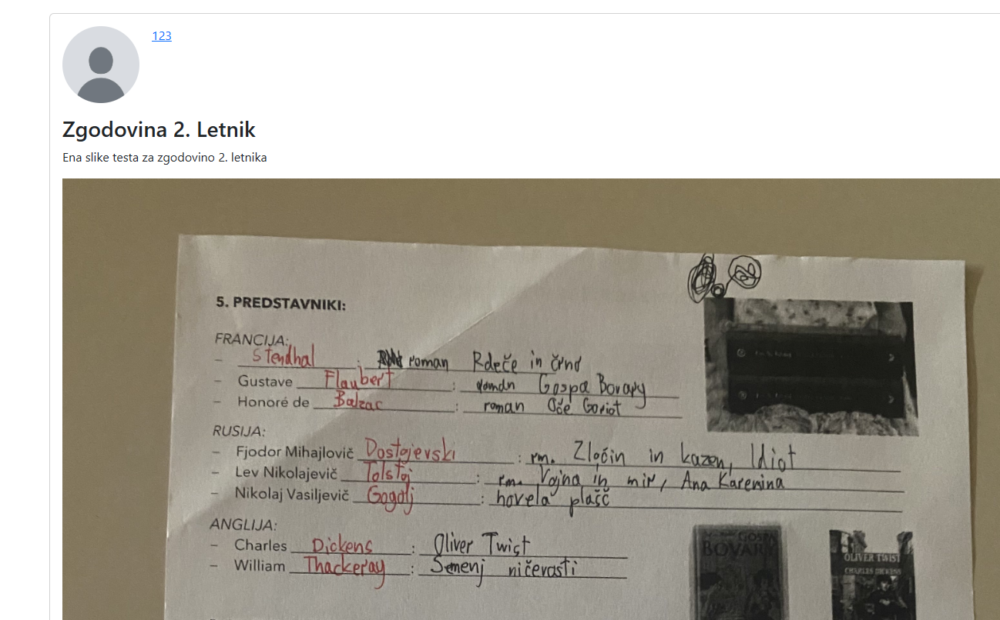 123
Zgodovina 2. Letnik
Ena slike testa za zgodovino 2. letnika
5. PREDSTAVNIKI:
FRANCIJA:
– Stendhal : roman Rdeče in črno
– Gustave Flaubert : roman Gospa Bovary
– Honoré de Balzac : roman Oče Goriot
RUSIJA:
– Fjodor Mihajlovič Dostojevski : rm. Zločin in kazen, Idiot
– Lev Nikolajevič Tolstoj : rm. Vojna in mir, Ana Karenina
– Nikolaj Vasiljevič Gogolj : novela plašč
ANGLIJA:
– Charles Dickens : Oliver Twist
– William Thackeray : Semenj ničevosti
GOSPA
BOVARY
OLIVER TWIST
CHARLES DICKENS